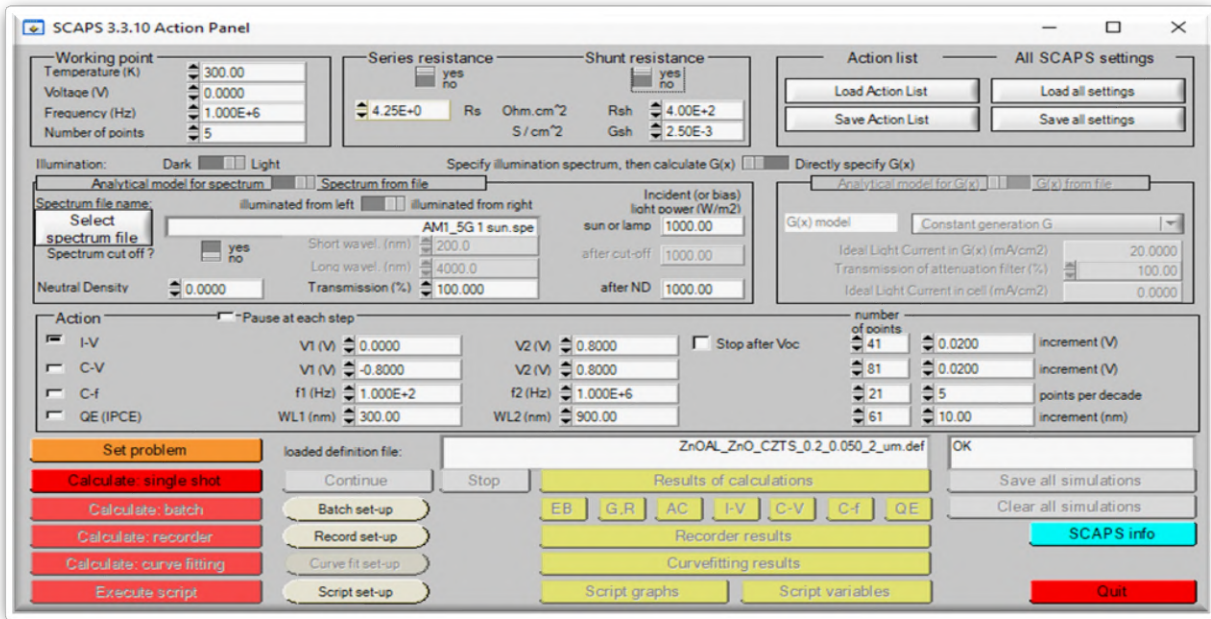 SCAPS 3.3.10 Action Panel
Working point
Temperature (K) 300.00
Voltage (V) 0.0000
Frequency (Hz) 1.000E+6
Number of points 5
Series resistance
yes
no
4.25E+0 Rs Ohm.cm^2
S/cm^2
Shunt resistance
yes
no
Rsh 4.00E+2
Gsh 2.50E-3
Action list
Load Action List
Save Action List
All SCAPS settings
Load all settings
Save all settings
Illumination: Dark Light
Specify illumination spectrum, then calculate G(x) Directly specify G(x)
Analytical model for spectrum Spectrum from file
Spectrum file name: illuminated from left illuminated from right
Select
spectrum file
AM1_5G 1 sun.spe
Spectrum cut off ? yes
no
Short wavel. (nm) 200.0
Long wavel. (nm) 4000.0
Neutral Density 0.0000
Transmission (%) 100.000
Incident (or bias)
light power (W/m2)
sun or lamp 1000.00
after cut-off 1000.00
after ND 1000.00
Analytical model for G(x) G(x) from file
G(x) model Constant generation G
Ideal Light Current in G(x) (mA/cm2) 20.0000
Transmission of attenuation filter (%) 100.00
Ideal Light Current in cell (mA/cm2) 0.0000
Action Pause at each step
number
of points
I-V V1 (V) 0.0000 V2 (V) 0.8000 Stop after Voc 41 0.0200 increment (V)
C-V V1 (V) -0.8000 V2 (V) 0.8000 81 0.0200 increment (V)
C-f f1 (Hz) 1.000E+2 f2 (Hz) 1.000E+6 21 5 points per decade
QE (IPCE) WL1 (nm) 300.00 WL2 (nm) 900.00 61 10.00 increment (nm)
Set problem
loaded definition file: ZnOAL_ZnO_CZTS_0.2_0.050_2_um.def OK
Calculate: single shot Continue Stop Results of calculations Save all simulations
Calculate: batch Batch set-up EB G,R AC I-V C-V C-f QE Clear all simulations
Calculate: recorder Record set-up Recorder results SCAPS info
Calculate: curve fitting Curve fit set-up Curvefitting results
Execute script Script set-up Script graphs Script variables Quit